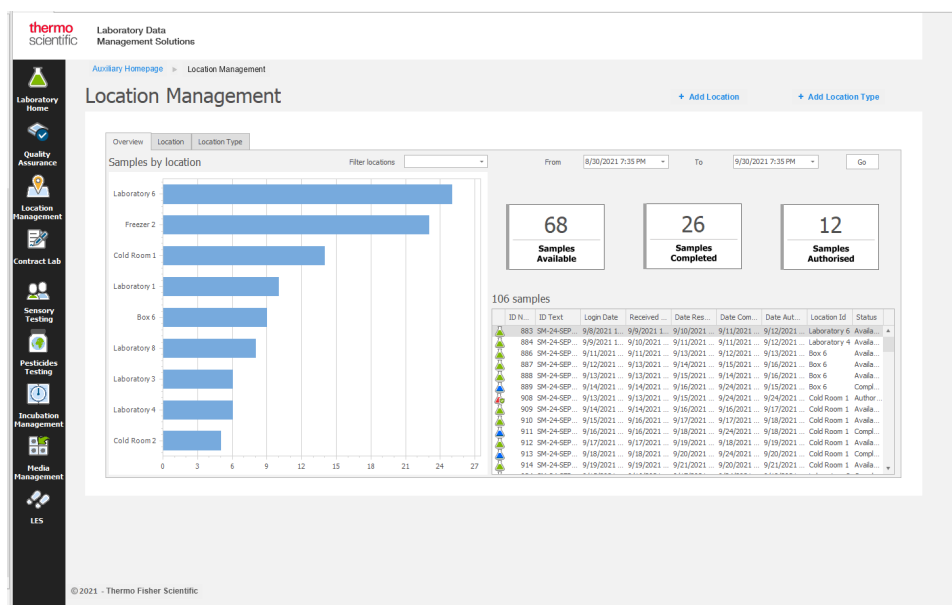 thermo
scientific
Laboratory Data
Management Solutions
Auxiliary Homepage
Location Management
Location Management
+ Add Location
+ Add Location Type
Laboratory
Home
Quality
Assurance
Location
Management
Contract Lab
Sensory
Testing
Pesticides
Testing
Incubation
Management
Media
Management
LES
Overview Location Location Type
Samples by location
Filter locations
From 8/30/2021 7:35 PM To 9/30/2021 7:35 PM Go
Laboratory 6
Freezer 2
Cold Room 1
Laboratory 1
Box 6
Laboratory 8
Laboratory 3
Laboratory 4
Cold Room 2
0 3 6 9 12 15 18 21 24 27
68
Samples
Available
26
Samples
Completed
12
Samples
Authorised
106 samples
ID N... ID Text Login Date Received ... Date Res... Date Com... Date Aut... Location Id Status
883 SM-24-SEP... 9/8/2021 1... 9/9/2021 1... 9/10/2021 ... 9/11/2021 ... 9/12/2021 ... Laboratory 6 Availa...
884 SM-24-SEP... 9/9/2021 1... 9/10/2021 ... 9/11/2021 ... 9/11/2021 ... 9/12/2021 ... Laboratory 4 Availa...
886 SM-24-SEP... 9/11/2021 ... 9/11/2021 ... 9/13/2021 ... 9/12/2021 ... 9/13/2021 ... Box 6 Availa...
887 SM-24-SEP... 9/12/2021 ... 9/13/2021 ... 9/14/2021 ... 9/15/2021 ... 9/16/2021 ... Box 6 Availa...
888 SM-24-SEP... 9/13/2021 ... 9/13/2021 ... 9/15/2021 ... 9/14/2021 ... 9/16/2021 ... Box 6 Availa...
889 SM-24-SEP... 9/14/2021 ... 9/14/2021 ... 9/16/2021 ... 9/24/2021 ... 9/15/2021 ... Box 6 Compl...
908 SM-24-SEP... 9/13/2021 ... 9/13/2021 ... 9/15/2021 ... 9/24/2021 ... 9/24/2021 ... Cold Room 1 Author...
909 SM-24-SEP... 9/14/2021 ... 9/14/2021 ... 9/16/2021 ... 9/16/2021 ... 9/17/2021 ... Cold Room 1 Availa...
910 SM-24-SEP... 9/15/2021 ... 9/16/2021 ... 9/17/2021 ... 9/17/2021 ... 9/18/2021 ... Cold Room 1 Availa...
911 SM-24-SEP... 9/16/2021 ... 9/16/2021 ... 9/18/2021 ... 9/24/2021 ... 9/18/2021 ... Cold Room 1 Compl...
912 SM-24-SEP... 9/17/2021 ... 9/17/2021 ... 9/19/2021 ... 9/18/2021 ... 9/19/2021 ... Cold Room 1 Availa...
913 SM-24-SEP... 9/18/2021 ... 9/18/2021 ... 9/20/2021 ... 9/24/2021 ... 9/20/2021 ... Cold Room 1 Compl...
914 SM-24-SEP... 9/19/2021 ... 9/19/2021 ... 9/21/2021 ... 9/20/2021 ... 9/21/2021 ... Cold Room 1 Availa...
© 2021 - Thermo Fisher Scientific